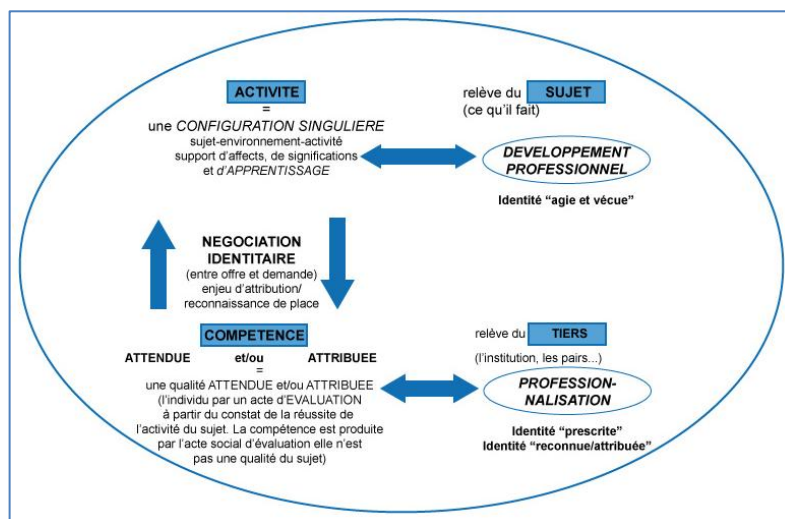 ACTIVITE
=
une CONFIGURATION SINGULIERE
sujet-environnement-activité
support d'affects, de significations
et d'APPRENTISSAGE
relève du SUJET
(ce qu'il fait)
DEVELOPPEMENT
PROFESSIONNEL
Identité “agie et vécue”
NEGOCIATION
IDENTITAIRE
(entre offre et demande)
enjeu d'attribution/
reconnaissance de place
COMPETENCE
ATTENDUE et/ou ATTRIBUEE
=
une qualité ATTENDUE et/ou ATTRIBUEE
(l'individu par un acte d'EVALUATION
à partir du constat de la réussite de
l'activité du sujet. La compétence est produite
par l'acte social d'évaluation elle n'est
pas une qualité du sujet)
relève du TIERS
(l'institution, les pairs...)
PROFESSION-
NALISATION
Identité “prescrite”
Identité “reconnue/attribuée”